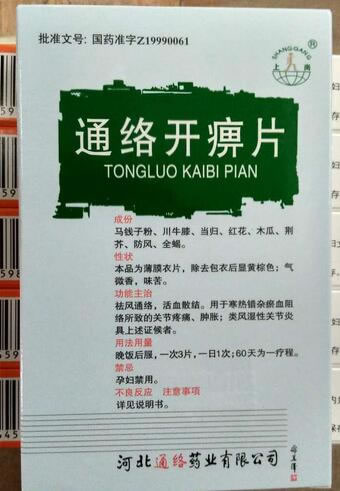 批准文号: 国药准字Z19990061
SHANGGANG
上 岗
®
通络开痹片
TONGLUO KAIBI PIAN
成份
马钱子粉、川牛膝、当归、红花、木瓜、荆
芥、防风、全蝎。
性状
本品为薄膜衣片，除去包衣后显黄棕色；气
微香，味苦。
功能主治
祛风通络，活血散结。用于寒热错杂瘀血阻
络所致的关节疼痛、肿胀；类风湿性关节炎
具上述证候者。
用法用量
晚饭后服，一次3片，一日1次；60天为一疗程。
禁忌
孕妇禁用。
不良反应 注意事项
详见说明书。
河北通络药业有限公司